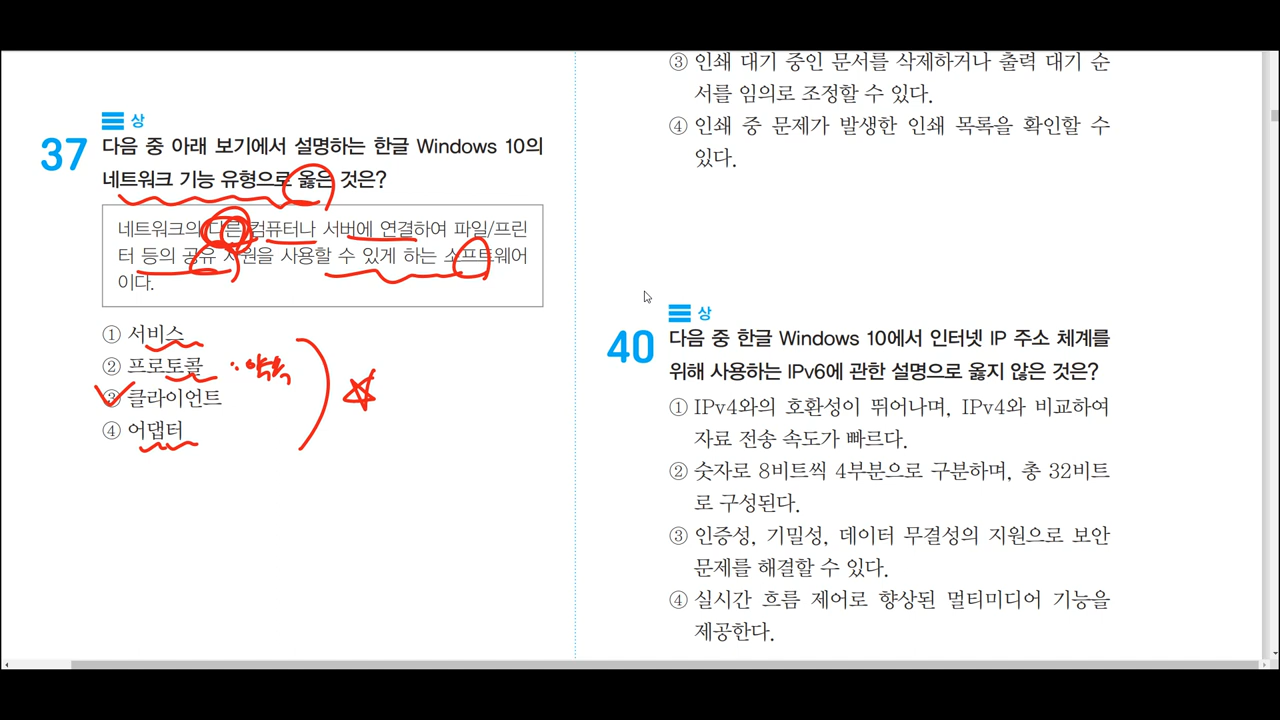 상
37
다음 중 아래 보기에서 설명하는 한글 Windows 10의
네트워크 기능 유형으로 옳은 것은?
네트워크의 다른 컴퓨터나 서버에 연결하여 파일/프린
터 등의 공유 자원을 사용할 수 있게 하는 소프트웨어
이다.
① 서비스
② 프로토콜 : 약속
③ 클라이언트
④ 어댑터
③ 인쇄 대기 중인 문서를 삭제하거나 출력 대기 순
서를 임의로 조정할 수 있다.
④ 인쇄 중 문제가 발생한 인쇄 목록을 확인할 수
있다.
상
40
다음 중 한글 Windows 10에서 인터넷 IP 주소 체계를
위해 사용하는 IPv6에 관한 설명으로 옳지 않은 것은?
① IPv4와의 호환성이 뛰어나며, IPv4와 비교하여
자료 전송 속도가 빠르다.
② 숫자로 8비트씩 4부분으로 구분하며, 총 32비트
로 구성된다.
③ 인증성, 기밀성, 데이터 무결성의 지원으로 보안
문제를 해결할 수 있다.
④ 실시간 흐름 제어로 향상된 멀티미디어 기능을
제공한다.